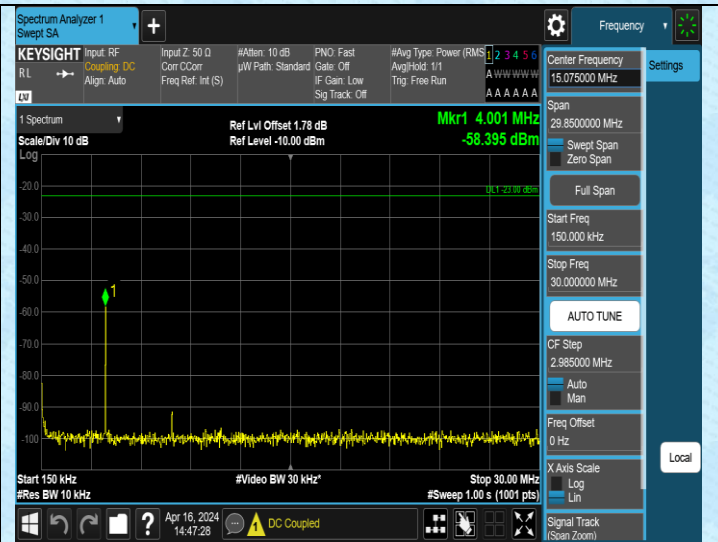 Spectrum Analyzer 1
Swept SA
+
Frequency
KEYSIGHT
RL
LXI
Input: RF
Coupling: DC
Align: Auto
Input Z: 50 Ω
Corr CCorr
Freq Ref: Int (S)
#Atten: 10 dB
µW Path: Standard
PNO: Fast
Gate: Off
IF Gain: Low
Sig Track: Off
#Avg Type: Power (RMS
Avg|Hold: 1/1
Trig: Free Run
1 2 3 4 5 6
A W W W W W
A A A A A A
1 Spectrum
Scale/Div 10 dB
Log
Ref Lvl Offset 1.78 dB
Ref Level -10.00 dBm
Mkr1 4.001 MHz
-58.395 dBm
DL1 -23.00 dBm
-20.0
-30.0
-40.0
-50.0
1
-60.0
-70.0
-80.0
-90.0
-100
Start 150 kHz
#Res BW 10 kHz
#Video BW 30 kHz*
Stop 30.00 MHz
#Sweep 1.00 s (1001 pts)
Center Frequency
15.075000 MHz
Settings
Span
29.8500000 MHz
Swept Span
Zero Span
Full Span
Start Freq
150.000 kHz
Stop Freq
30.000000 MHz
AUTO TUNE
CF Step
2.985000 MHz
Auto
Man
Freq Offset
0 Hz
Local
X Axis Scale
Log
Lin
Signal Track
(Span Zoom)
?
Apr 16, 2024
14:47:28
DC Coupled